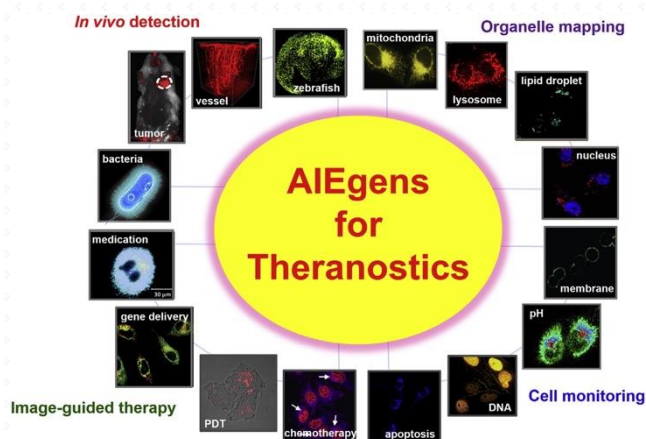 In vivo detection
Organelle mapping
tumor
vessel
zebrafish
mitochondria
lysosome
lipid droplet
nucleus
membrane
bacteria
medication
30 μm
gene delivery
AIEgens
for
Theranostics
pH
DNA
apoptosis
chemotherapy
PDT
Image-guided therapy
Cell monitoring